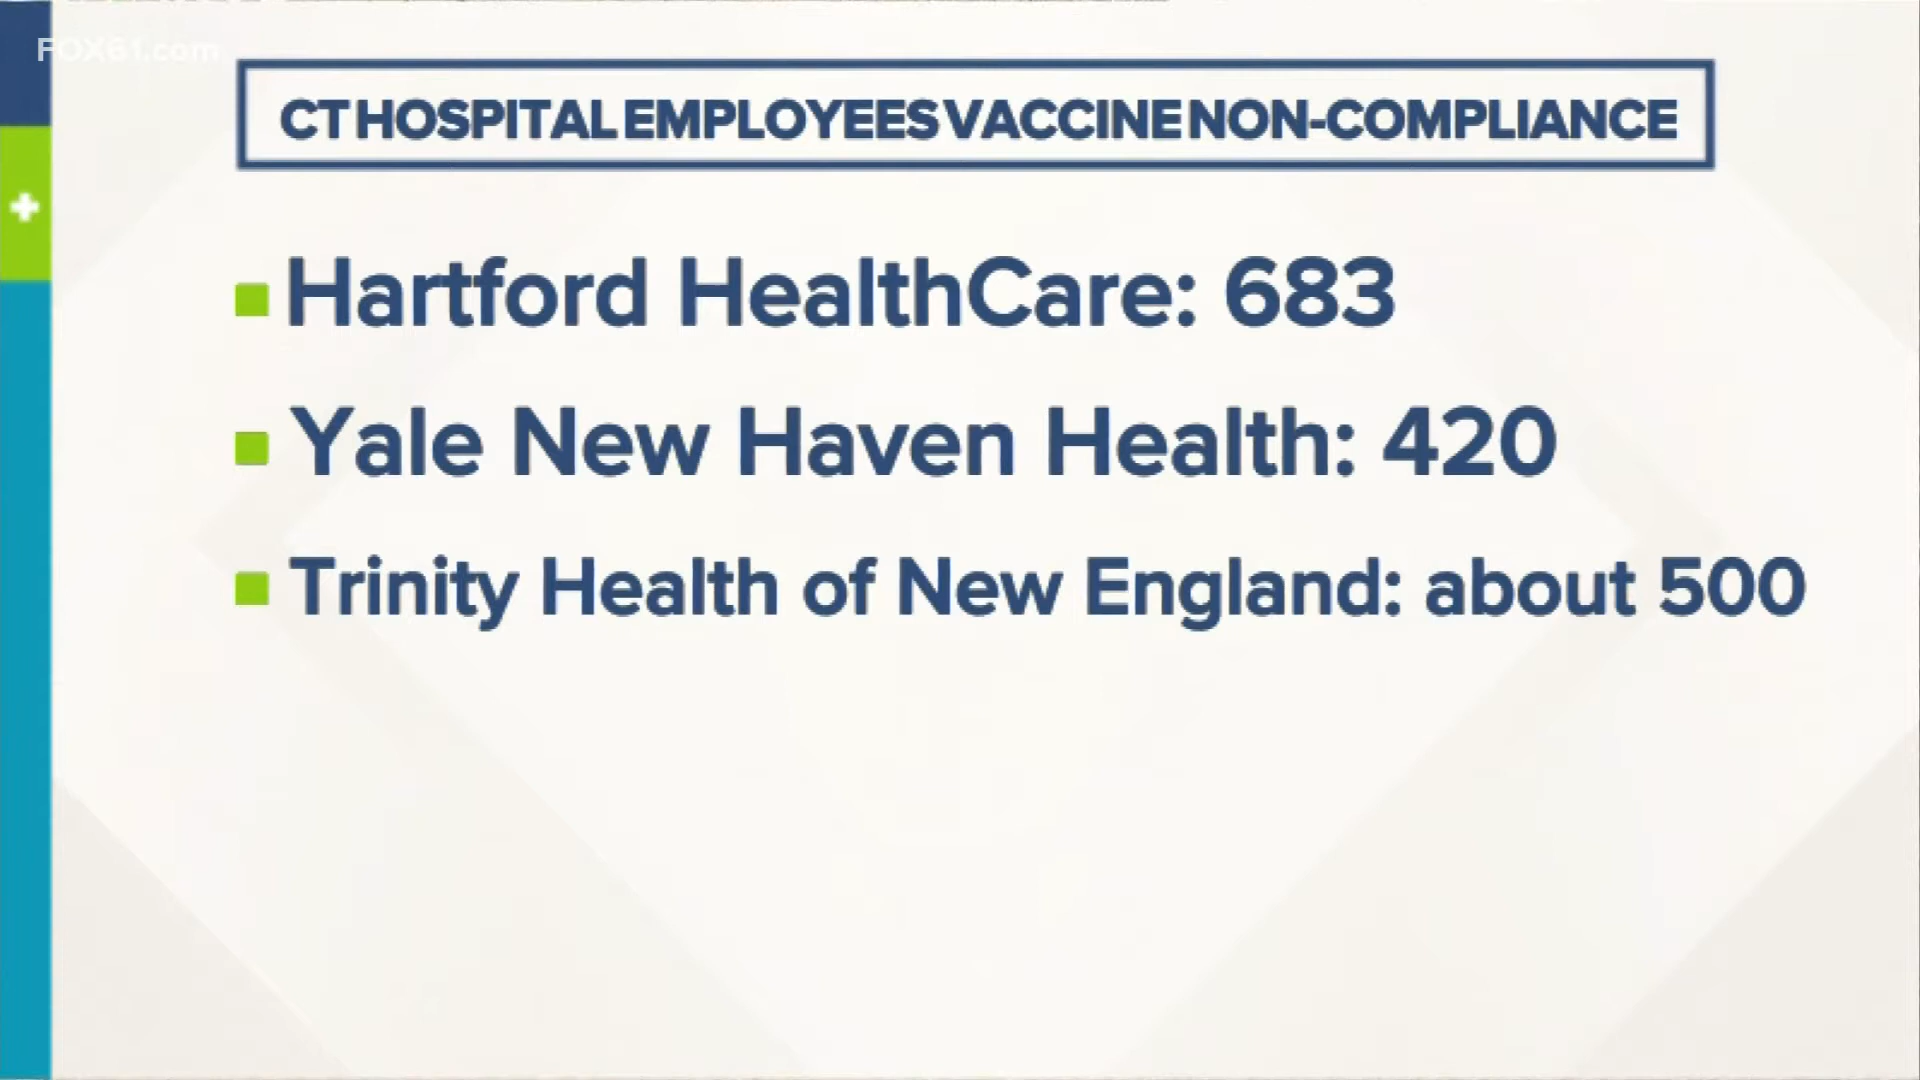 FOX61.com
CT HOSPITAL EMPLOYEES VACCINE NON-COMPLIANCE
Hartford HealthCare: 683
Yale New Haven Health: 420
Trinity Health of New England: about 500